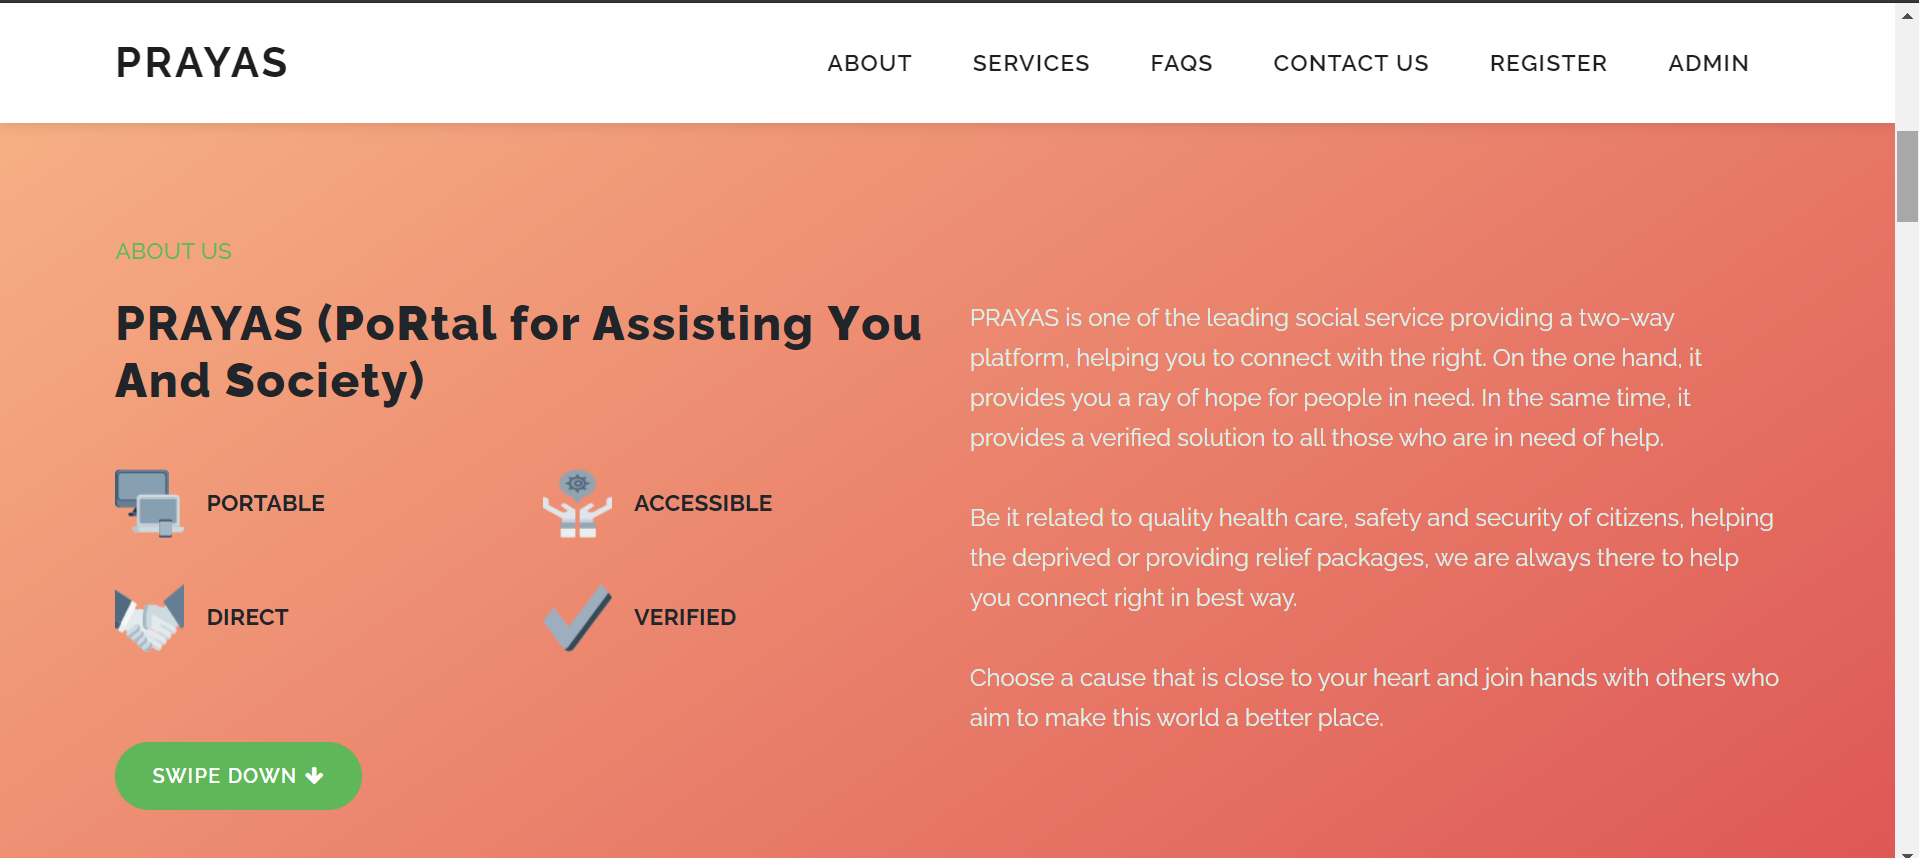 PRAYAS
ABOUT
SERVICES
FAQS
CONTACT US
REGISTER
ADMIN
ABOUT US
PRAYAS (PoRtal for Assisting You
And Society)
PORTABLE
ACCESSIBLE
DIRECT
VERIFIED
SWIPE DOWN
PRAYAS is one of the leading social service providing a two-way
platform, helping you to connect with the right. On the one hand, it
provides you a ray of hope for people in need. In the same time, it
provides a verified solution to all those who are in need of help.
Be it related to quality health care, safety and security of citizens, helping
the deprived or providing relief packages, we are always there to help
you connect right in best way.
Choose a cause that is close to your heart and join hands with others who
aim to make this world a better place.